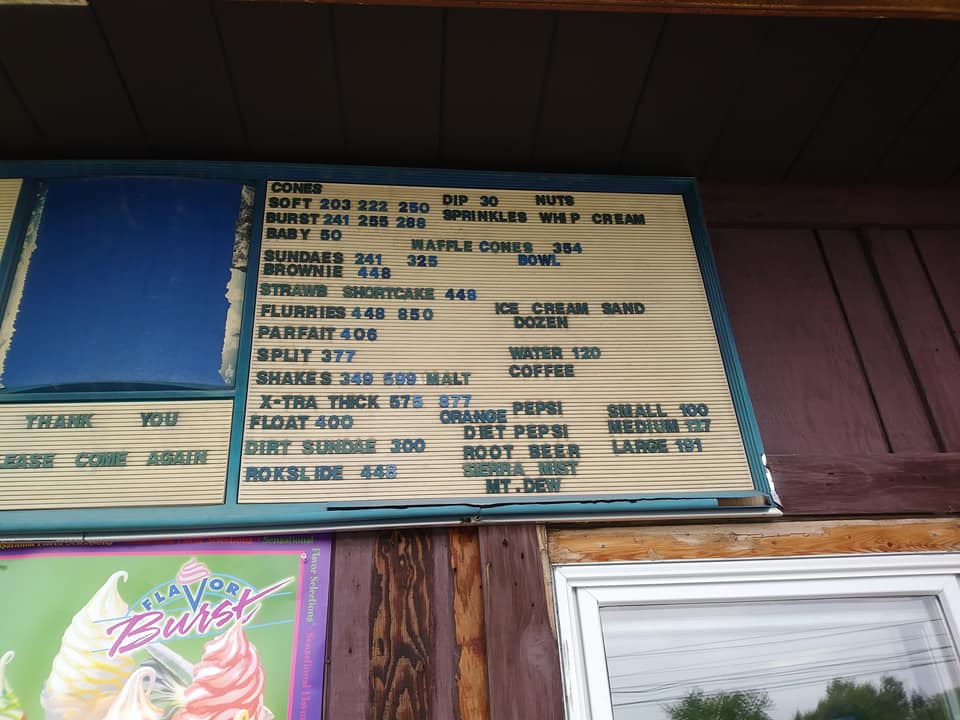 CONES
SOFT 203 222 250 DIP 30 NUTS
BURST 241 255 288 SPRINKLES WHIP CREAM
BABY 50
WAFFLE CONES 354
SUNDAES 241 325 BOWL
BROWNIE 448
STRAWB SHORTCAKE 448
FLURRIES 448 850 ICE CREAM SAND
DOZEN
PARFAIT 406
SPLIT 377 WATER 120
COFFEE
SHAKES 349 599 MALT
X-TRA THICK 575 877
ORANGE PEPSI SMALL 100
FLOAT 400 DIET PEPSI MEDIUM 127
DIRT SUNDAE 300 ROOT BEER LARGE 191
ROKSLIDE 448 SIERRA MIST
MT. DEW
THANK YOU
LEASE COME AGAIN
FLAVOR
Burst
Sensational Flavor Selections